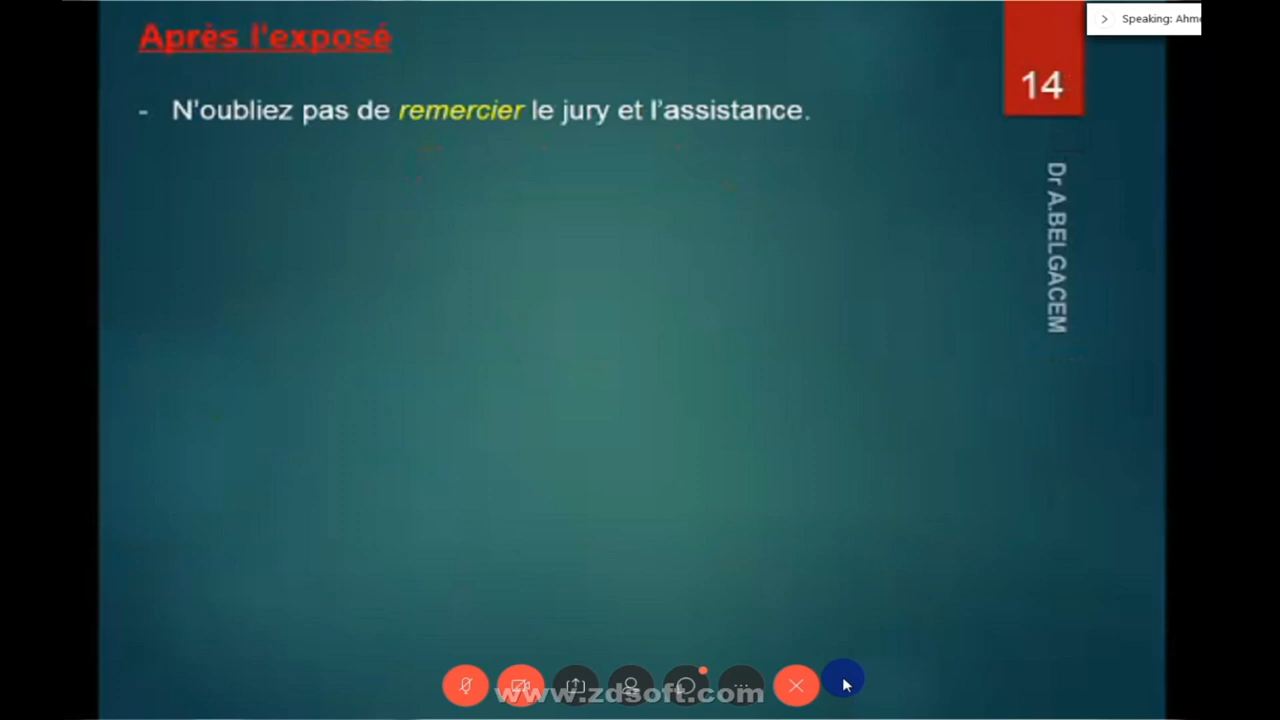 Après l'exposé
Speaking: Ahm
14
- N'oubliez pas de remercier le jury et l'assistance.
Dr A.BELGACEM
www.zdsoft.com